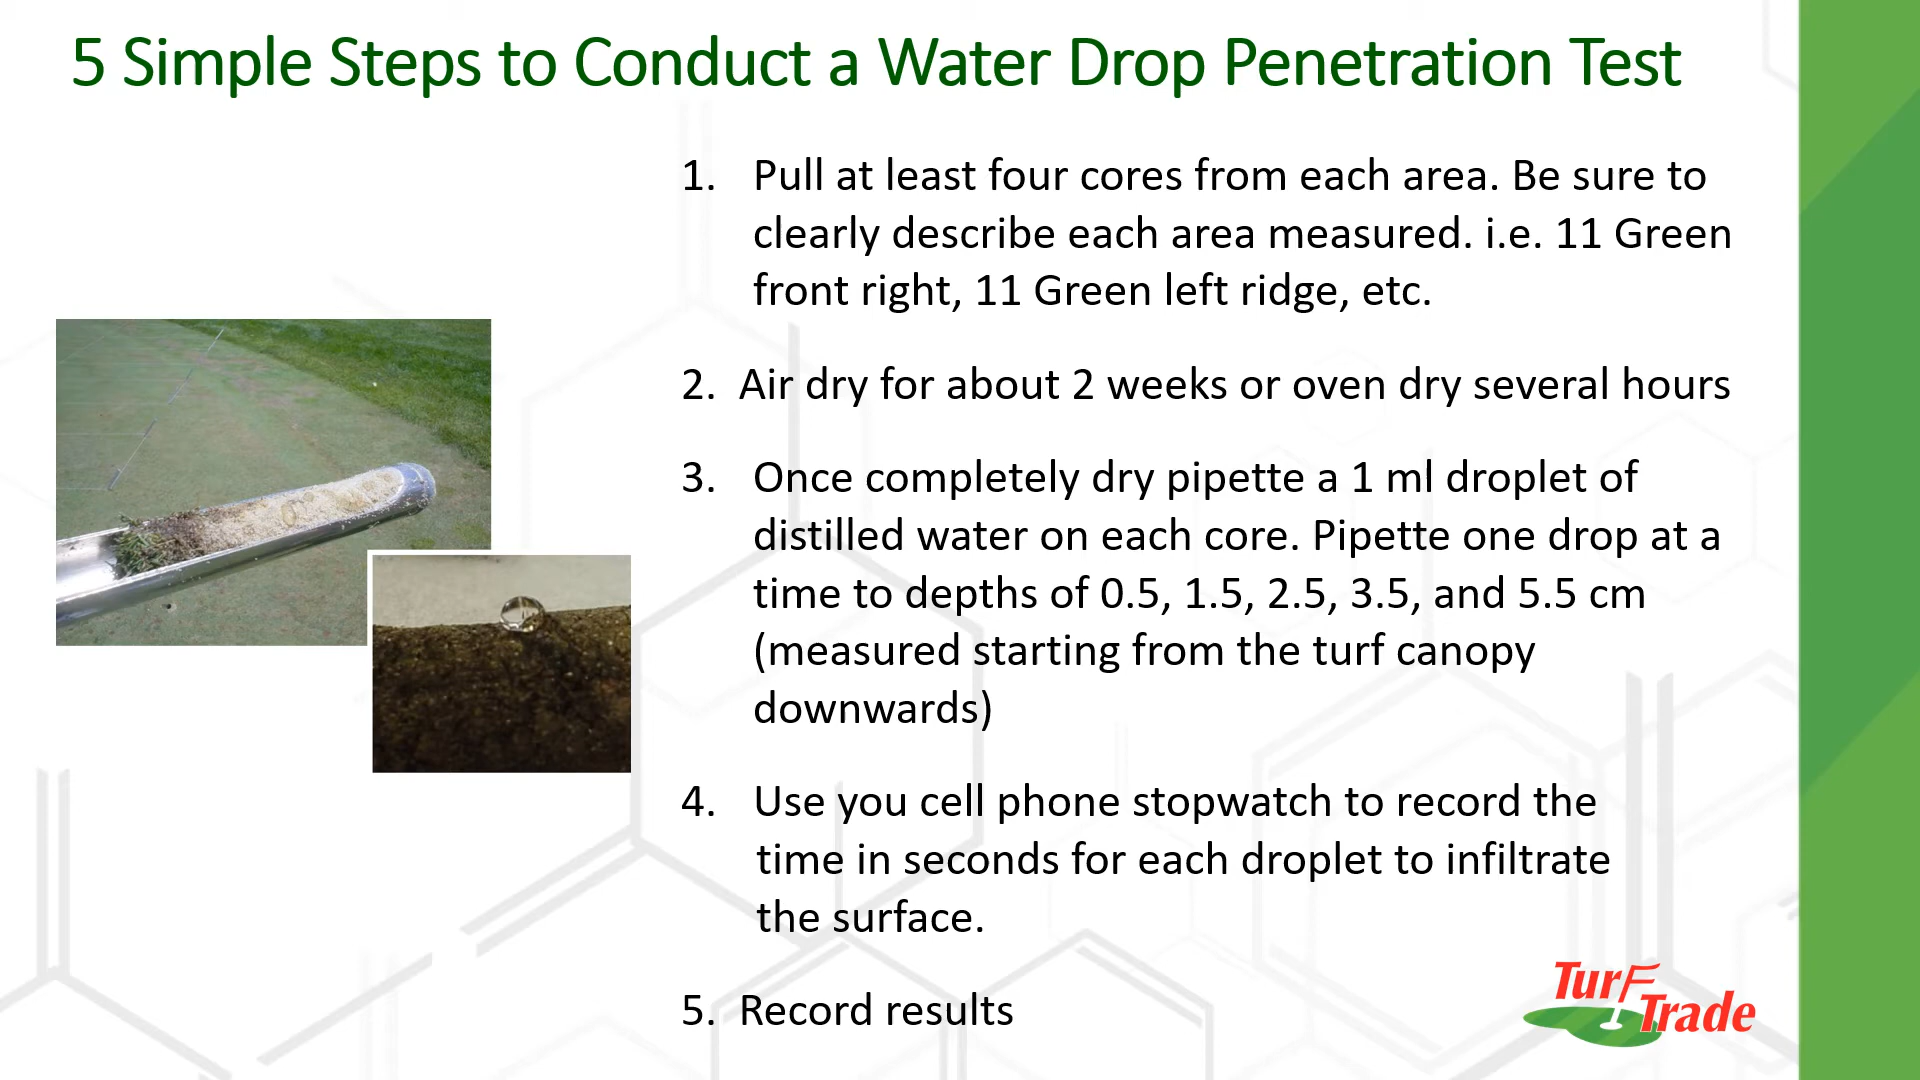 5 Simple Steps to Conduct a Water Drop Penetration Test
1. Pull at least four cores from each area. Be sure to
clearly describe each area measured. i.e. 11 Green
front right, 11 Green left ridge, etc.
2. Air dry for about 2 weeks or oven dry several hours
3. Once completely dry pipette a 1 ml droplet of
distilled water on each core. Pipette one drop at a
time to depths of 0.5, 1.5, 2.5, 3.5, and 5.5 cm
(measured starting from the turf canopy
downwards)
4. Use you cell phone stopwatch to record the
time in seconds for each droplet to infiltrate
the surface.
5. Record results
Turf
Trade